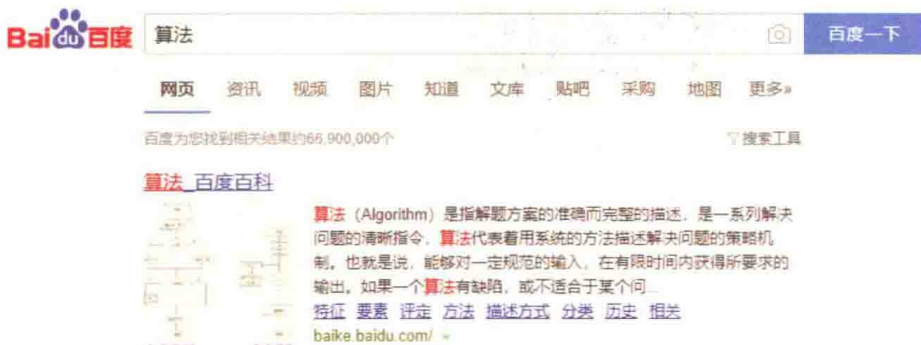 Bai du 百度 算法 百度一下
网页 资讯 视频 图片 知道 文库 贴吧 采购 地图 更多»
百度为您找到相关结果约66,900,000个 搜索工具
算法_百度百科
算法（Algorithm）是指解题方案的准确而完整的描述，是一系列解决
问题的清晰指令，算法代表着用系统的方法描述解决问题的策略机
制。也就是说，能够对一定规范的输入，在有限时间内获得所要求的
输出。如果一个算法有缺陷，或不适合于某个问...
特征 要素 评定 方法 描述方式 分类 历史 相关
baike.baidu.com/